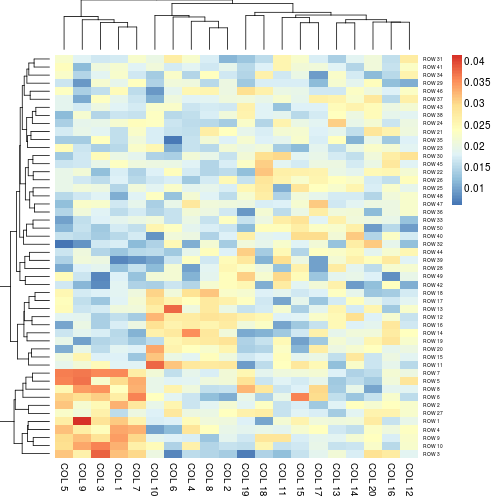 ROW 31
ROW 41
ROW 34
ROW 29
ROW 46
ROW 37
ROW 43
ROW 38
ROW 24
ROW 21
ROW 35
ROW 23
ROW 30
ROW 45
ROW 22
ROW 26
ROW 25
ROW 48
ROW 47
ROW 36
ROW 33
ROW 50
ROW 40
ROW 32
ROW 44
ROW 39
ROW 28
ROW 49
ROW 42
ROW 18
ROW 17
ROW 13
ROW 12
ROW 16
ROW 14
ROW 19
ROW 20
ROW 15
ROW 11
ROW 7
ROW 5
ROW 8
ROW 6
ROW 2
ROW 27
ROW 1
ROW 4
ROW 9
ROW 10
ROW 3
0.04
0.035
0.03
0.025
0.02
0.015
0.01
COL 5
COL 9
COL 3
COL 1
COL 7
COL 10
COL 6
COL 4
COL 8
COL 2
COL 19
COL 18
COL 11
COL 15
COL 17
COL 13
COL 14
COL 20
COL 16
COL 12